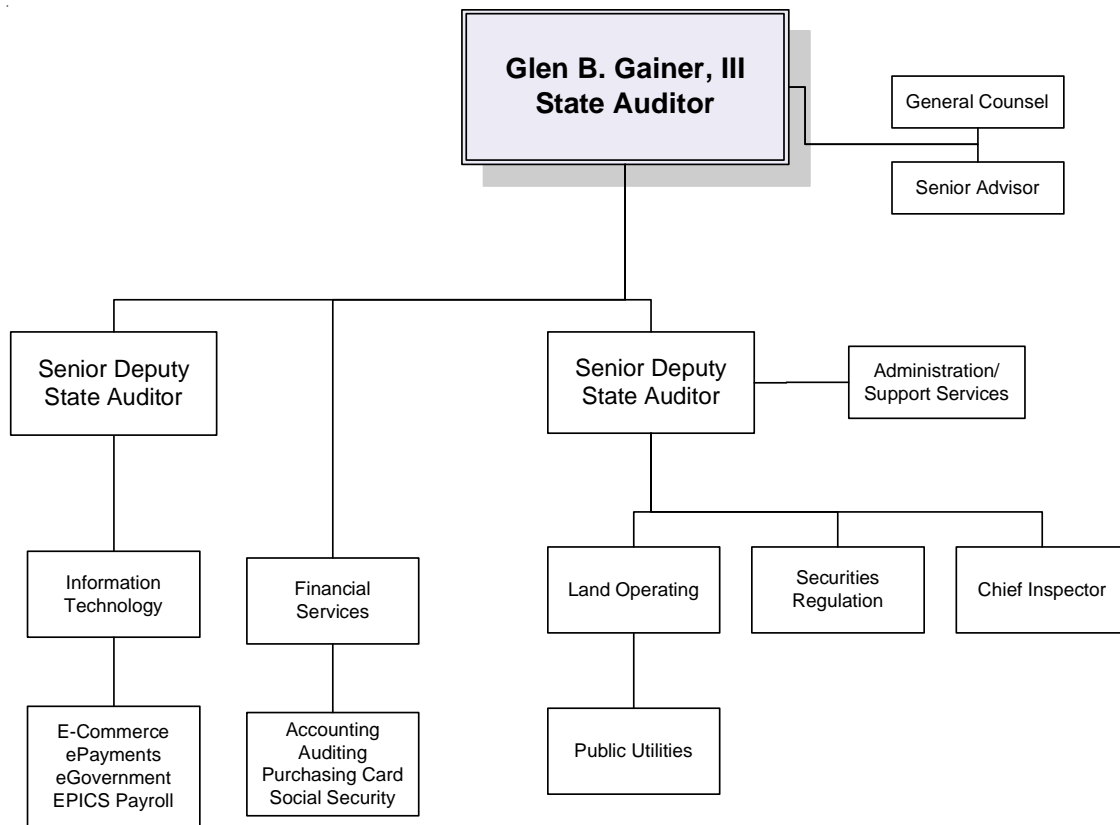 Glen B. Gainer, III
State Auditor
General Counsel
Senior Advisor
Senior Deputy
State Auditor
Senior Deputy
State Auditor
Administration/
Support Services
Information
Technology
Financial
Services
Land Operating
Securities
Regulation
Chief Inspector
E-Commerce
ePayments
eGovernment
EPICS Payroll
Accounting
Auditing
Purchasing Card
Social Security
Public Utilities